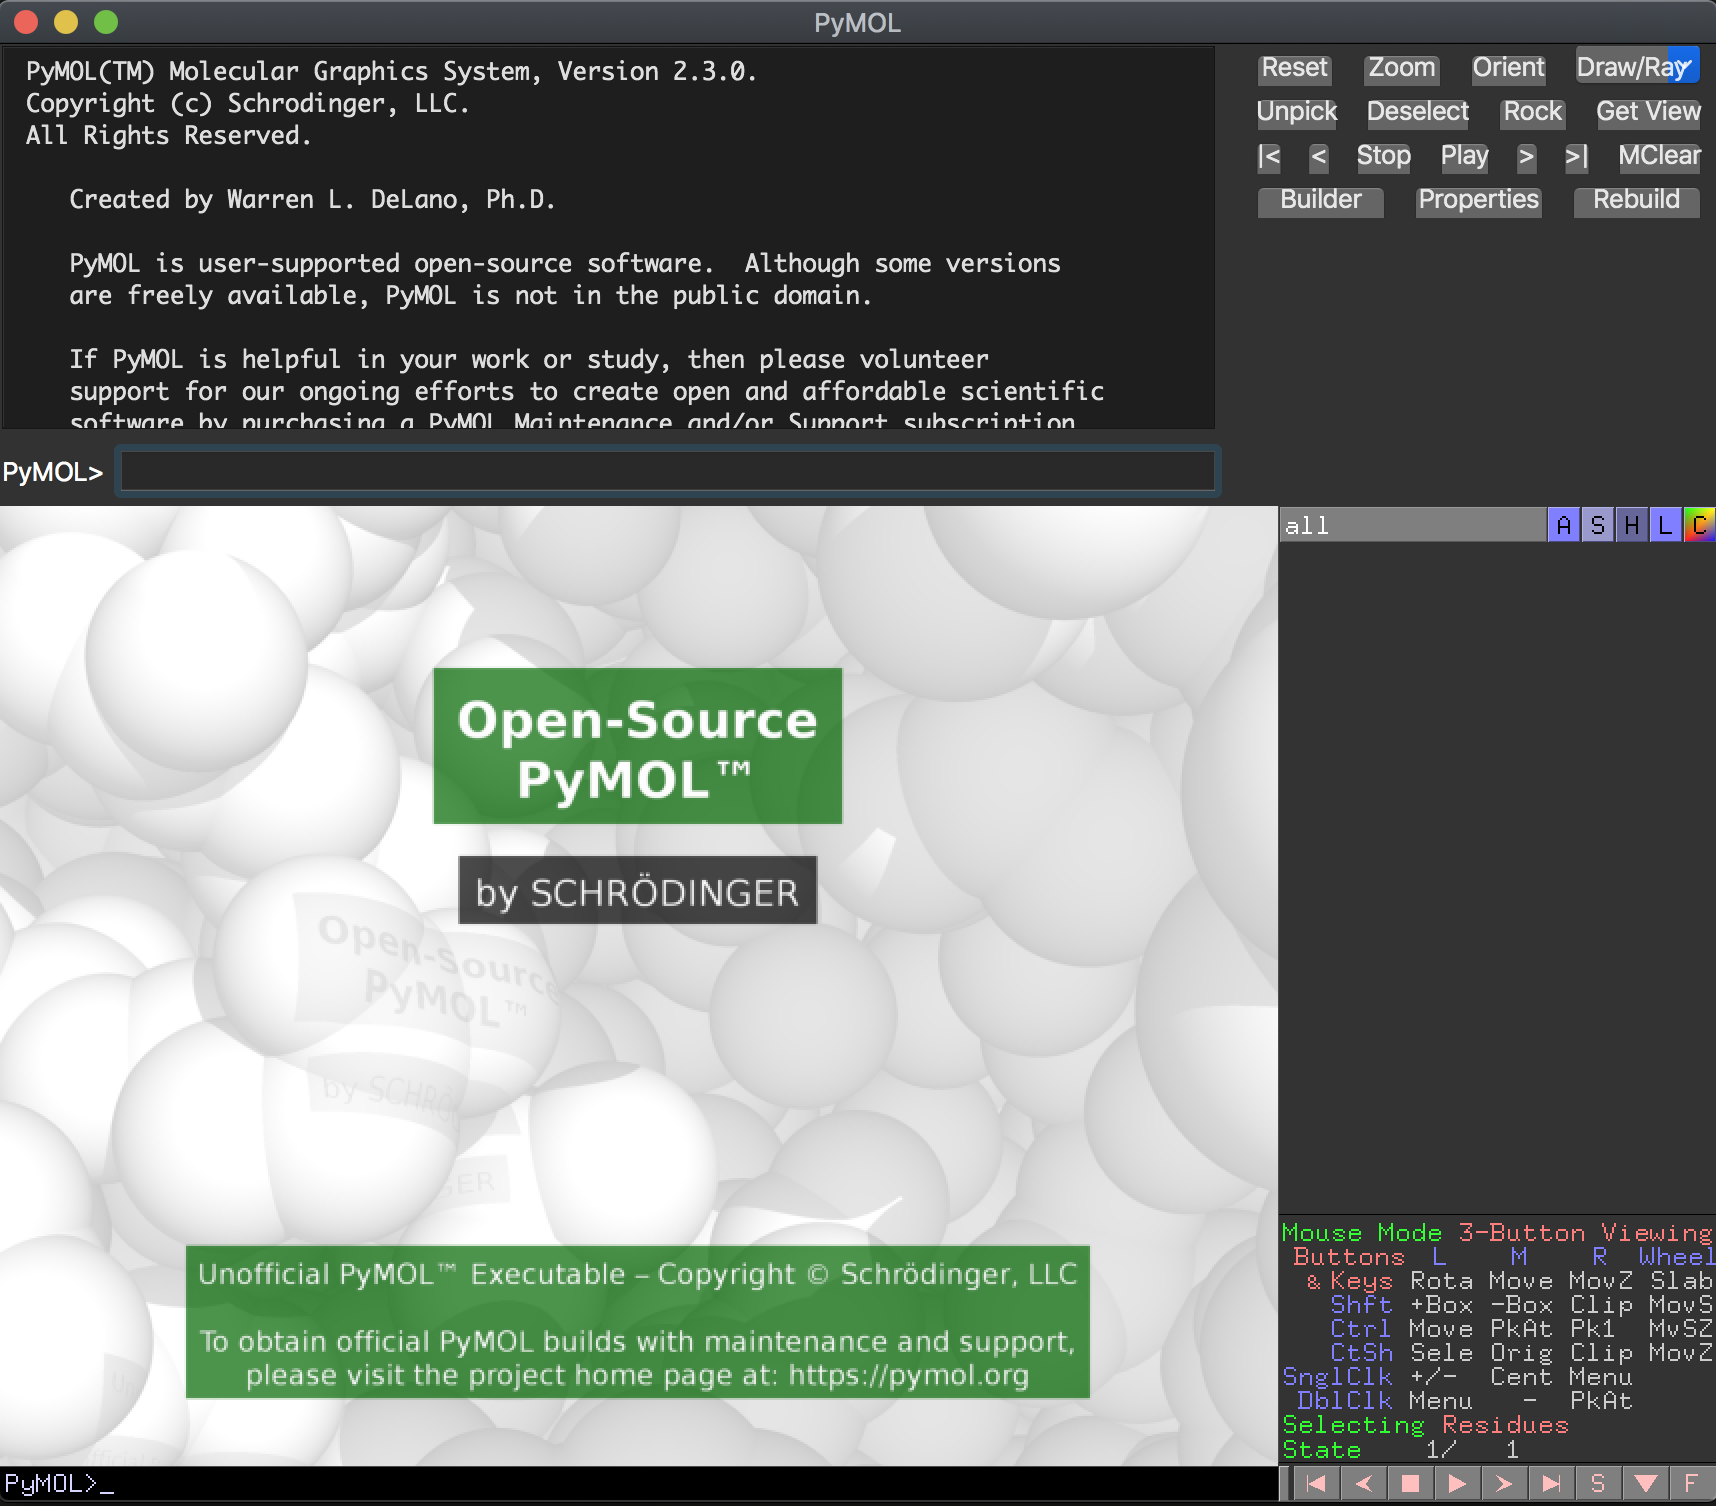 PyMOL
PyMOL(TM) Molecular Graphics System, Version 2.3.0.
Copyright (c) Schrodinger, LLC.
All Rights Reserved.
Created by Warren L. DeLano, Ph.D.
PyMOL is user-supported open-source software.  Although some versions
are freely available, PyMOL is not in the public domain.
If PyMOL is helpful in your work or study, then please volunteer
support for our ongoing efforts to create open and affordable scientific
software by purchasing a PyMOL Maintenance and/or Support subscription
Reset Zoom Orient Draw/Ray
Unpick Deselect Rock Get View
|< < Stop Play > >| MClear
Builder Properties Rebuild
PyMOL>
all A S H L C
Open-Source
PyMOL™
by SCHRÖDINGER
Open-Source
PyMOL™
by SCHRÖ
GER
Unofficial PyMOL™ Executable – Copyright © Schrödinger, LLC
To obtain official PyMOL builds with maintenance and support,
please visit the project home page at: https://pymol.org
Mouse Mode 3-Button Viewing
Buttons L M R Wheel
& Keys Rota Move MovZ Slab
Shft +Box -Box Clip MovS
Ctrl Move PkAt Pk1 MvSZ
CtSh Sele Orig Clip MovZ
SnglClk +/- Cent Menu
DblClk Menu - PkAt
Selecting Residues
State 1/ 1
PyMOL>_
S F